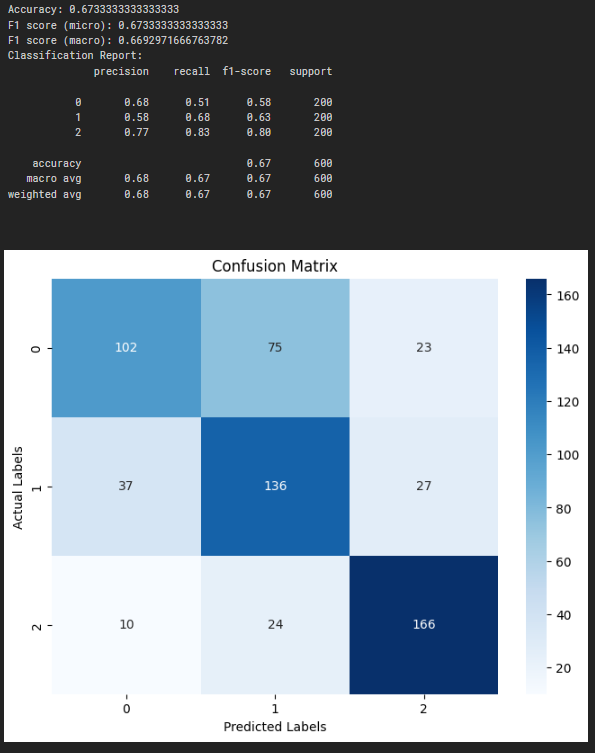 Accuracy: 0.6733333333333333
F1 score (micro): 0.6733333333333333
F1 score (macro): 0.6692971666763782
Classification Report:
precision recall f1-score support
0 0.68 0.51 0.58 200
1 0.58 0.68 0.63 200
2 0.77 0.83 0.80 200
accuracy 0.67 600
macro avg 0.68 0.67 0.67 600
weighted avg 0.68 0.67 0.67 600
Confusion Matrix
160
0 102 75 23
140
120
100
Actual Labels
1 37 136 27
80
60
40
2 10 24 166
20
0 1 2
Predicted Labels